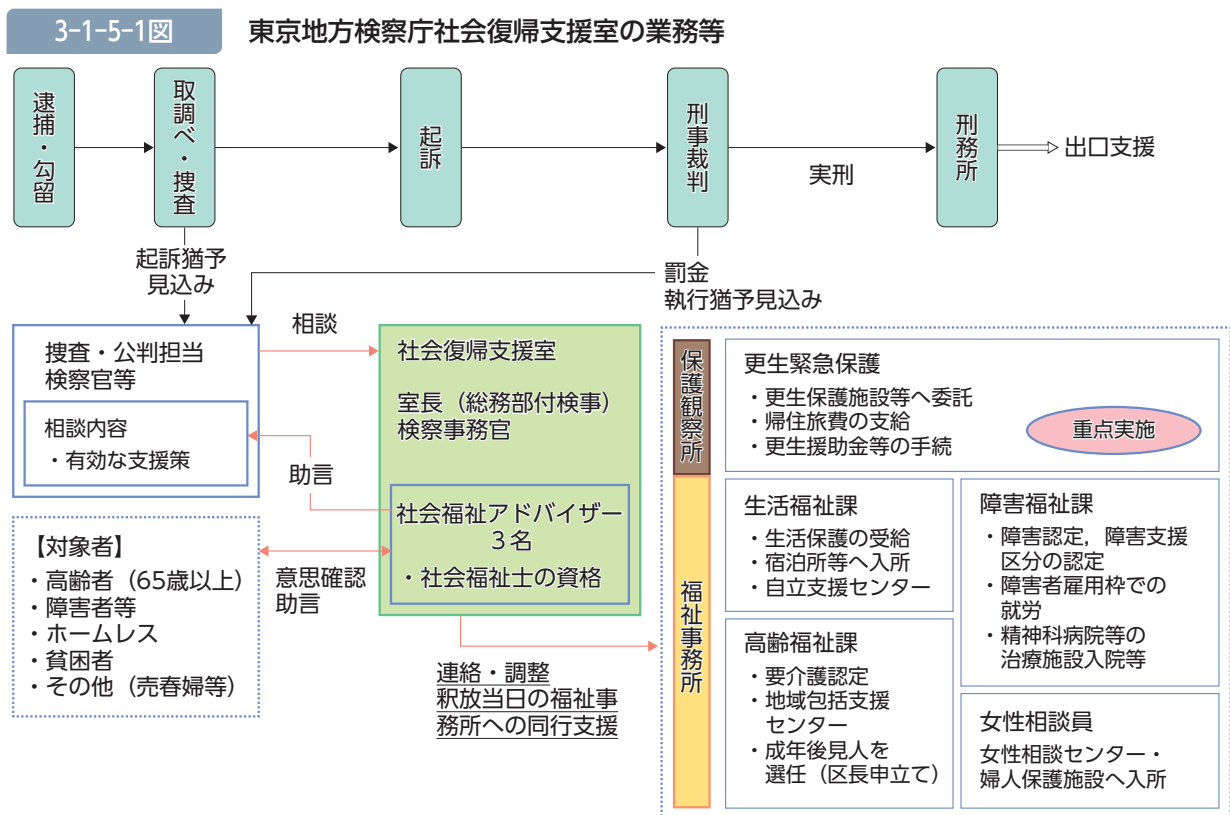 3-1-5-1図
東京地方検察庁社会復帰支援室の業務等
逮捕・勾留
取調べ・捜査
起訴
刑事裁判
実刑
刑務所
出口支援
起訴猶予
見込み
罰金
執行猶予見込み
捜査・公判担当
検察官等
相談内容
・有効な支援策
相談
助言
社会復帰支援室
室長（総務部付検事）
検察事務官
社会福祉アドバイザー
３名
・社会福祉士の資格
【対象者】
・高齢者（65歳以上）
・障害者等
・ホームレス
・貧困者
・その他（売春婦等）
意思確認
助言
連絡・調整
釈放当日の福祉事
務所への同行支援
保護観察所
更生緊急保護
・更生保護施設等へ委託
・帰住旅費の支給
・更生援助金等の手続
重点実施
福祉事務所
生活福祉課
・生活保護の受給
・宿泊所等へ入所
・自立支援センター
高齢福祉課
・要介護認定
・地域包括支援
センター
・成年後見人を
選任（区長申立て）
障害福祉課
・障害認定，障害支援
区分の認定
・障害者雇用枠での
就労
・精神科病院等の
治療施設入院等
女性相談員
女性相談センター・
婦人保護施設へ入所